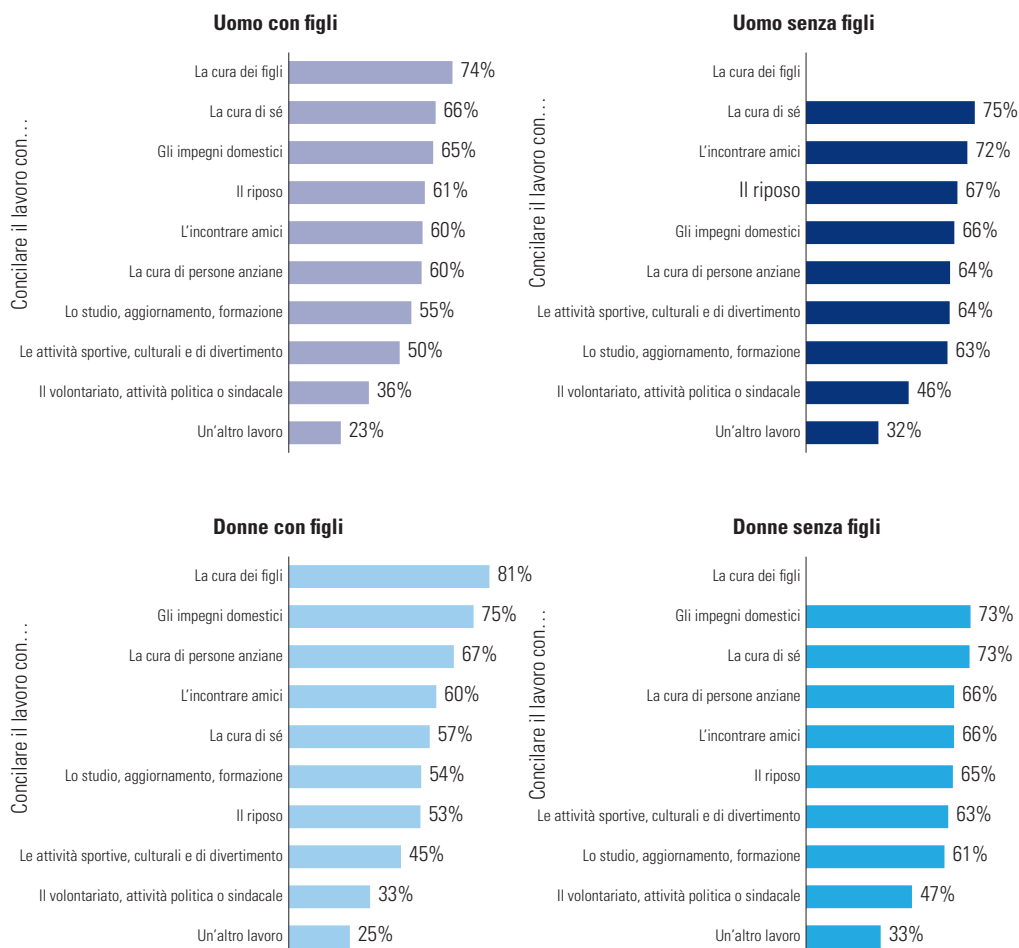 Uomo con figli
Concilare il lavoro con…
La cura dei figli 74%
La cura di sé 66%
Gli impegni domestici 65%
Il riposo 61%
L'incontrare amici 60%
La cura di persone anziane 60%
Lo studio, aggiornamento, formazione 55%
Le attività sportive, culturali e di divertimento 50%
Il volontariato, attività politica o sindacale 36%
Un'altro lavoro 23%
Uomo senza figli
Concilare il lavoro con…
La cura dei figli
La cura di sé 75%
L'incontrare amici 72%
Il riposo 67%
Gli impegni domestici 66%
La cura di persone anziane 64%
Le attività sportive, culturali e di divertimento 64%
Lo studio, aggiornamento, formazione 63%
Il volontariato, attività politica o sindacale 46%
Un'altro lavoro 32%
Donne con figli
Concilare il lavoro con…
La cura dei figli 81%
Gli impegni domestici 75%
La cura di persone anziane 67%
L'incontrare amici 60%
La cura di sé 57%
Lo studio, aggiornamento, formazione 54%
Il riposo 53%
Le attività sportive, culturali e di divertimento 45%
Il volontariato, attività politica o sindacale 33%
Un'altro lavoro 25%
Donne senza figli
Concilare il lavoro con…
La cura dei figli
Gli impegni domestici 73%
La cura di sé 73%
La cura di persone anziane 66%
L'incontrare amici 66%
Il riposo 65%
Le attività sportive, culturali e di divertimento 63%
Lo studio, aggiornamento, formazione 61%
Il volontariato, attività politica o sindacale 47%
Un'altro lavoro 33%